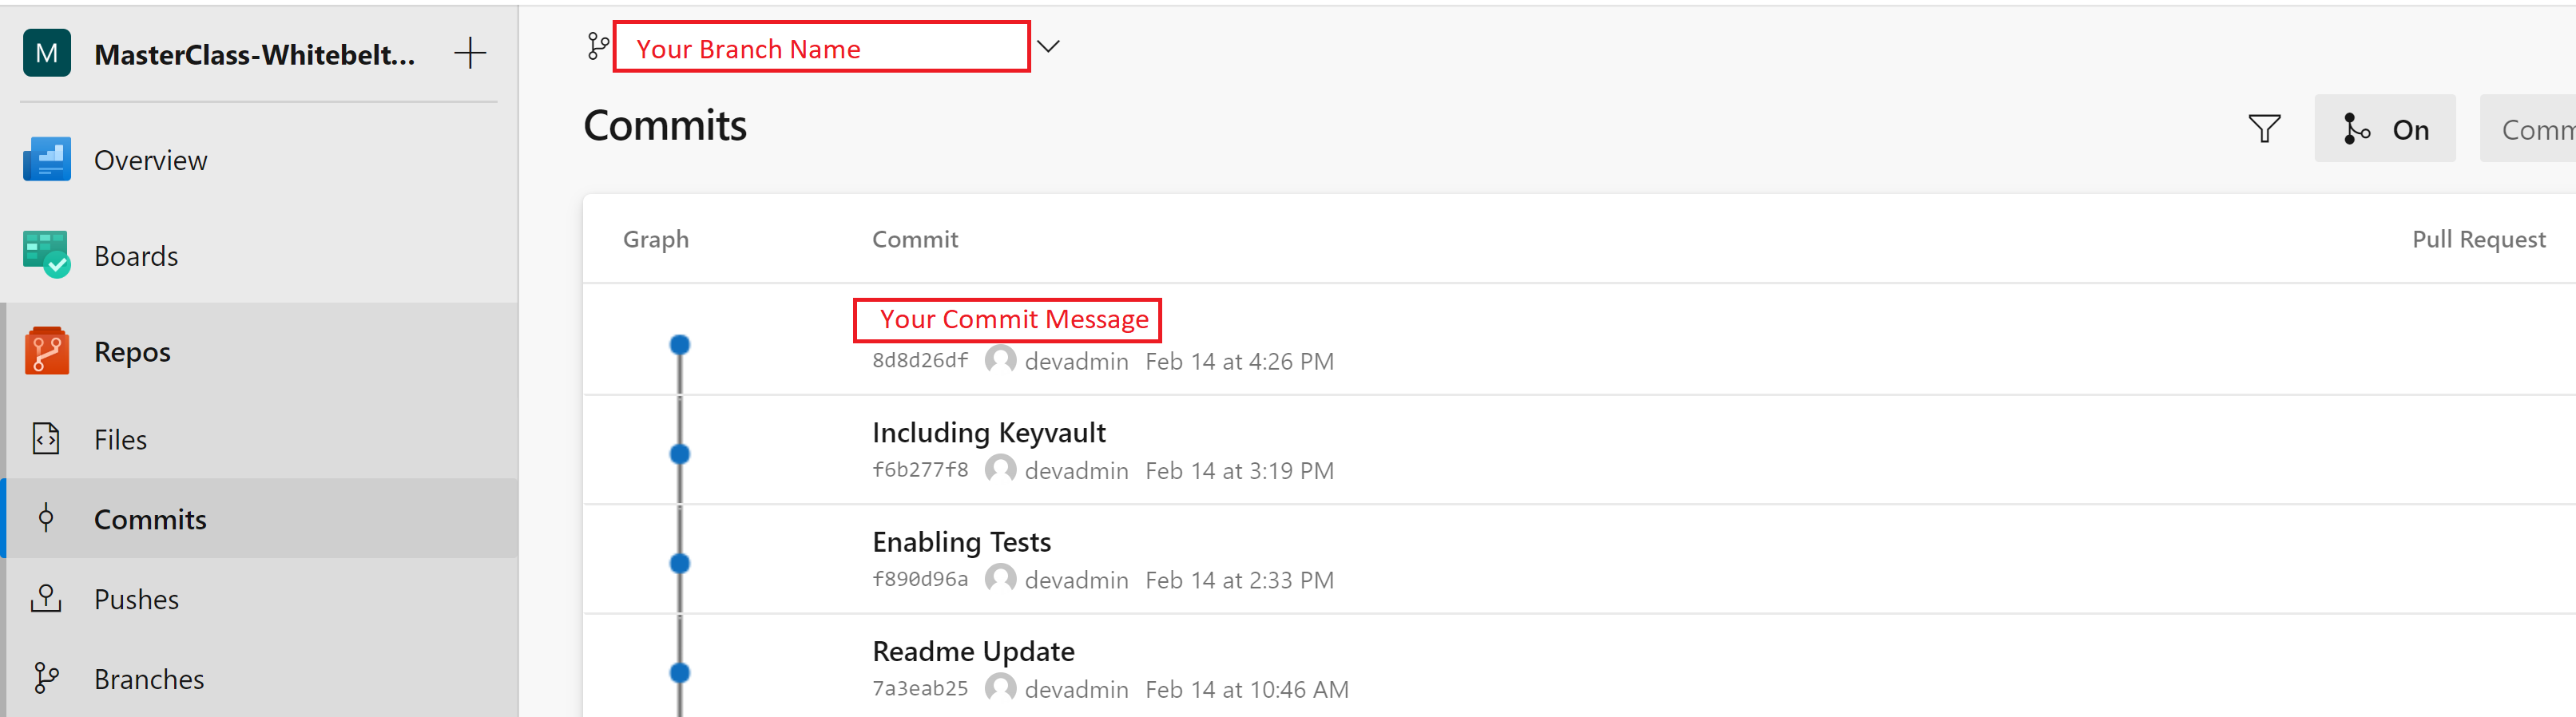 M MasterClass-Whitebelt...
Overview
Boards
Repos
Files
Commits
Pushes
Branches
Your Branch Name
Commits
On
Comm
Graph Commit Pull Request
Your Commit Message
8d8d26df devadmin Feb 14 at 4:26 PM
Including Keyvault
f6b277f8 devadmin Feb 14 at 3:19 PM
Enabling Tests
f890d96a devadmin Feb 14 at 2:33 PM
Readme Update
7a3eab25 devadmin Feb 14 at 10:46 AM